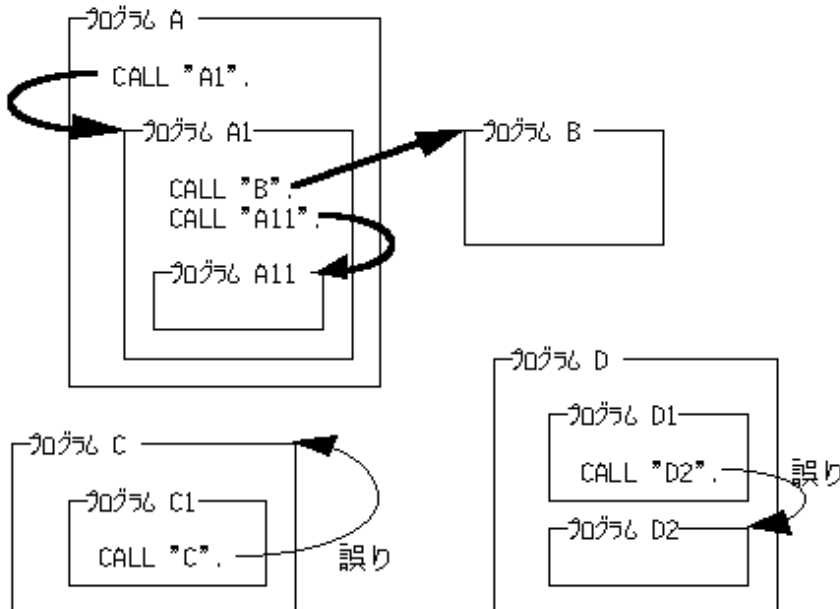 プログラム A
CALL "A1".
プログラム A1
プログラム B
CALL "B".
CALL "A11".
プログラム A11
プログラム D
プログラム D1
CALL "D2".
誤り
プログラム D2
プログラム C
プログラム C1
CALL "C".
誤り